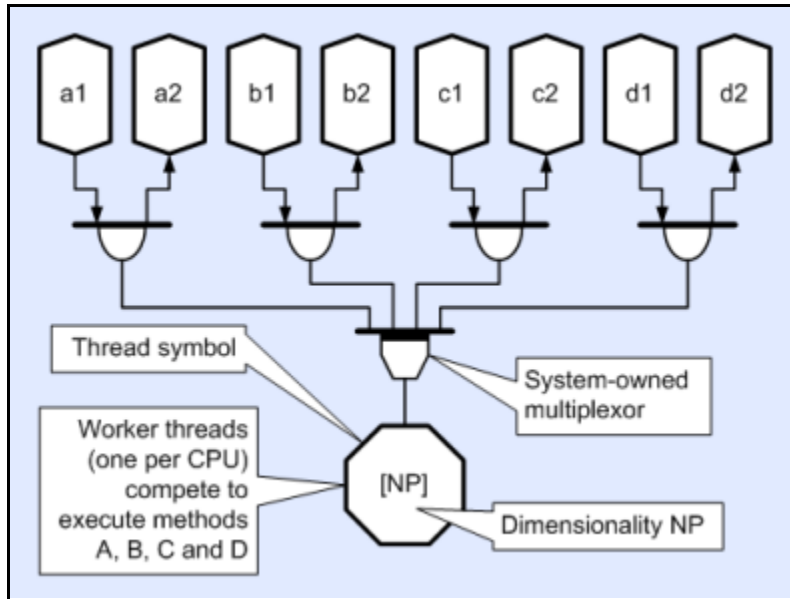 a1 a2 b1 b2 c1 c2 d1 d2
Thread symbol
System-owned
multiplexor
Worker threads
(one per CPU)
compete to
execute methods
A, B, C and D
[NP]
Dimensionality NP